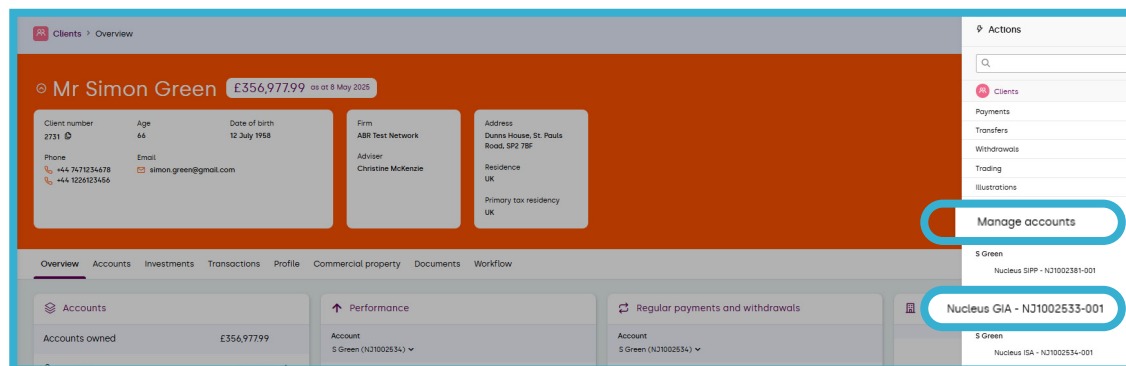 Clients > Overview
Mr Simon Green £356,977.99 as at 8 May 2025
Client number Age Date of birth
2731 66 12 July 1958
Phone Email
+44 7471234678 simon.green@gmail.com
+44 1226123456
Firm
ABR Test Network
Adviser
Christine McKenzie
Address
Dunns House, St. Pauls
Road, SP2 7BF
Residence
UK
Primary tax residency
UK
Overview Accounts Investments Transactions Profile Commercial property Documents Workflow
Accounts
Accounts owned £356,977.99
Performance
Account
S Green (NJ1002534)
Regular payments and withdrawals
Account
S Green (NJ1002534)
Actions
Clients
Payments
Transfers
Withdrawals
Trading
Illustrations
Manage accounts
S Green
Nucleus SIPP - NJ1002381-001
Nucleus GIA - NJ1002533-001
S Green
Nucleus ISA - NJ1002534-001